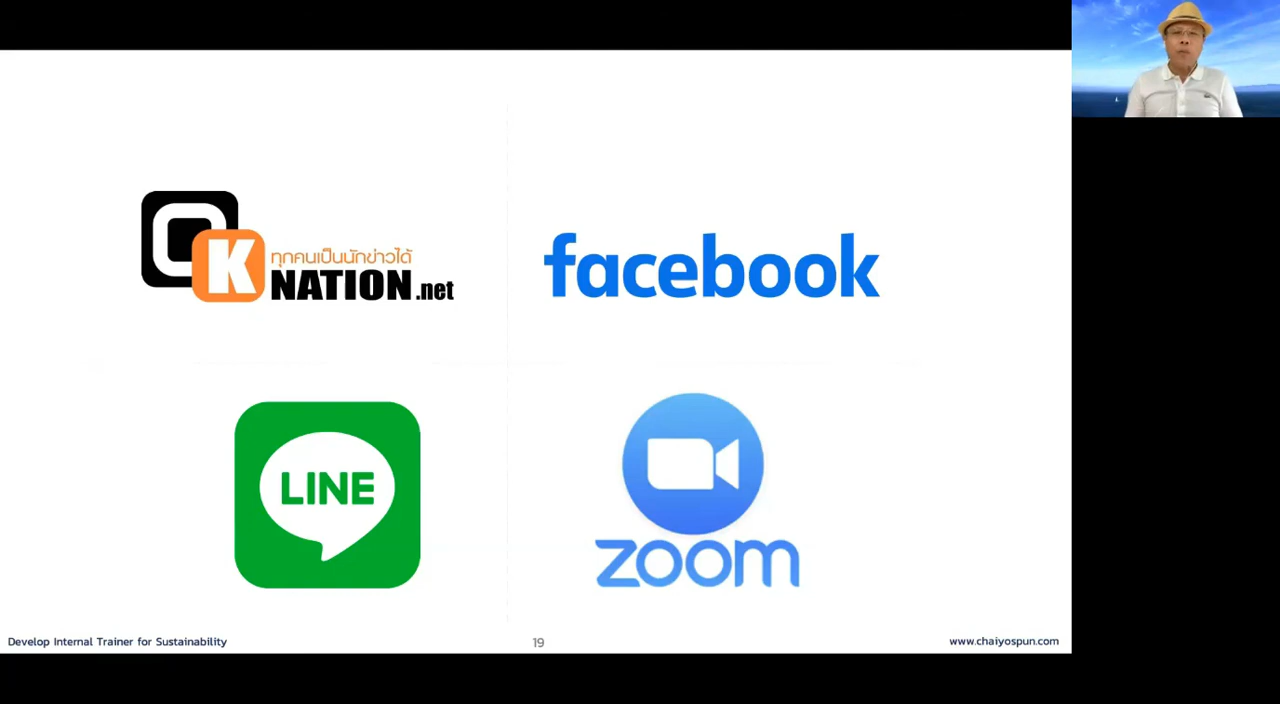 OK
ทุกคนเป็นนักข่าวได้
NATION.net
facebook
LINE
zoom
Develop Internal Trainer for Sustainability
19
www.chaiyospun.com